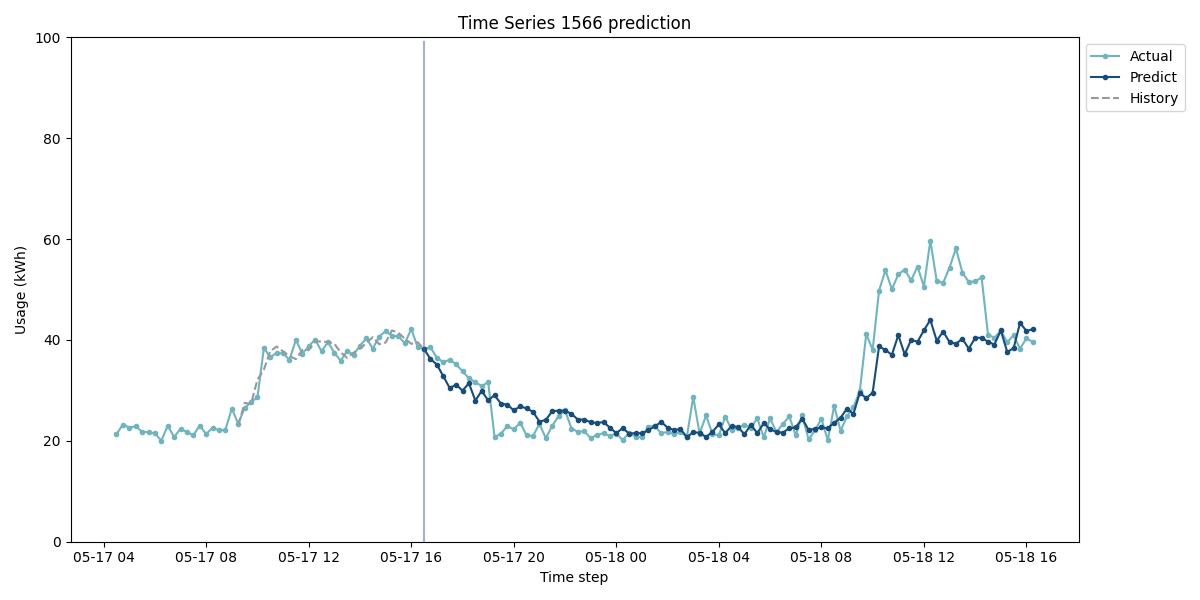 Time Series 1566 prediction
100
80
60
40
20
0
Usage (kWh)
05-17 04 05-17 08 05-17 12 05-17 16 05-17 20 05-18 00 05-18 04 05-18 08 05-18 12 05-18 16
Time step
Actual
Predict
History